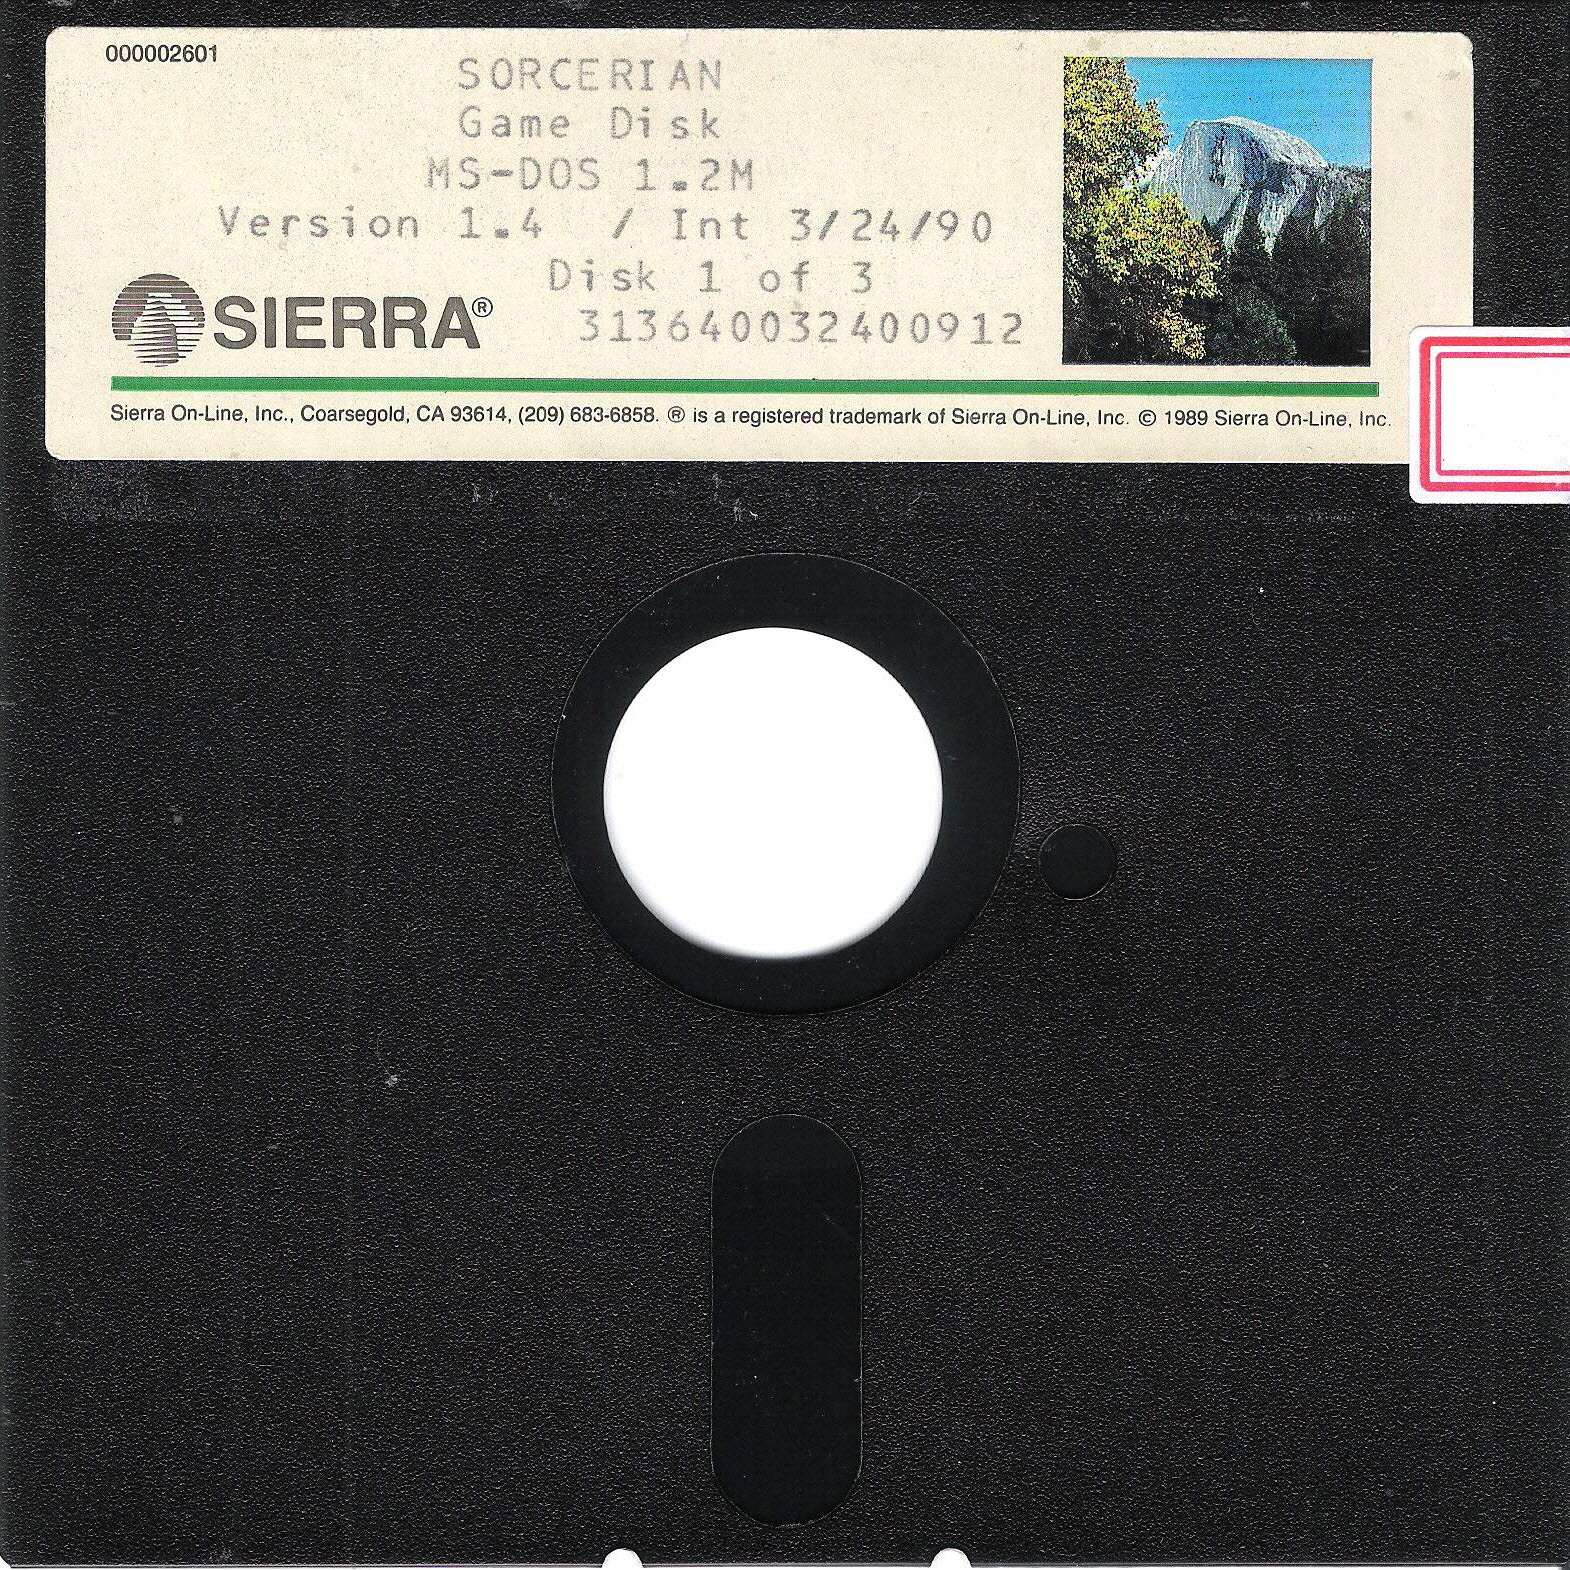 000002601
SORCERIAN
Game Disk
MS-DOS 1.2M
Version 1.4 / Int 3/24/90
Disk 1 of 3
SIERRA®
313640032400912
Sierra On-Line, Inc., Coarsegold, CA 93614, (209) 683-6858. ® is a registered trademark of Sierra On-Line, Inc. © 1989 Sierra On-Line, Inc.